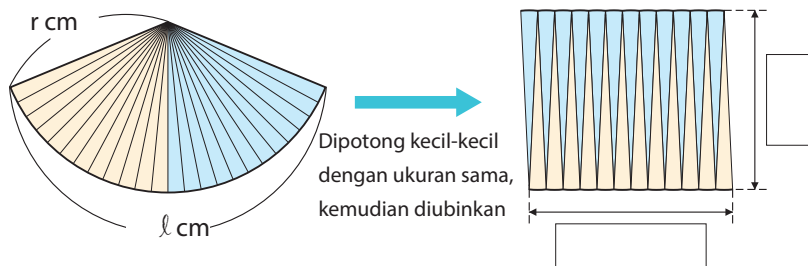 r cm
ℓ cm
Dipotong kecil-kecil
dengan ukuran sama,
kemudian diubinkan